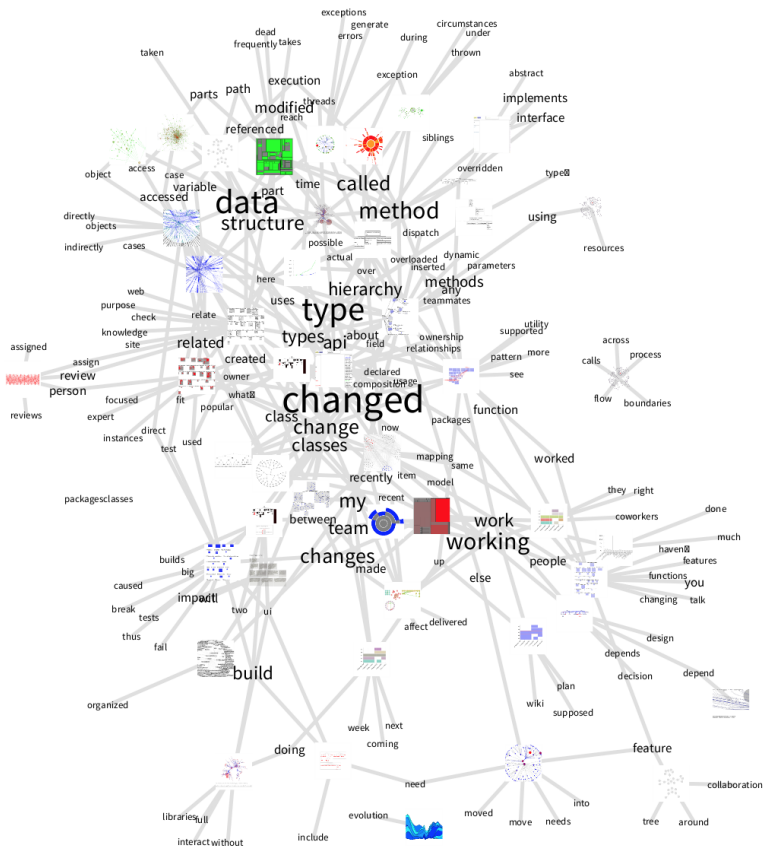 exceptions
generate
errors
circumstances
under
during
thrown
dead
frequently takes
taken
exception
abstract
execution
parts
path
implements
modified
threads
reach
interface
referenced
siblings
object
access
case
variable
accessed
part
time
called
overridden
data
structure
method
using
directly
objects
indirectly
cases
possible
dispatch
actual
over
overloaded
inserted
dynamic
parameters
resources
here
hierarchy
methods
any
teammates
web
purpose
check
knowledge
site
relate
uses
type
types
api
about
field
ownership
relationships
utility
supported
pattern
more
see
across
calls
process
flow
boundaries
assigned
assign
review
person
reviews
related
created
owner
declared
composition
usage
focused
fit
popular
expert
instances
direct
test
used
changed
class
change
classes
now
packages
function
mapping
same
worked
recently
item
model
packagesclasses
my
recent
between
team
work
working
they
right
coworkers
done
much
changes
made
up
else
people
features
functions
you
changing
talk
builds
big
caused
break
tests
thus
fail
impact
two
ui
affect
delivered
design
depends
decision
depend
build
organized
plan
wiki
supposed
week
next
coming
doing
need
feature
collaboration
libraries
full
interact
without
include
evolution
moved
move
needs
into
tree
around